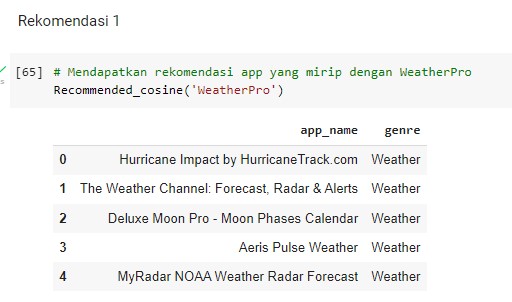 Rekomendasi 1
[65] # Mendapatkan rekomendasi app yang mirip dengan WeatherPro
Recommended_cosine('WeatherPro')
app_name genre
0 Hurricane Impact by HurricaneTrack.com Weather
1 The Weather Channel: Forecast, Radar & Alerts Weather
2 Deluxe Moon Pro - Moon Phases Calendar Weather
3 Aeris Pulse Weather Weather
4 MyRadar NOAA Weather Radar Forecast Weather